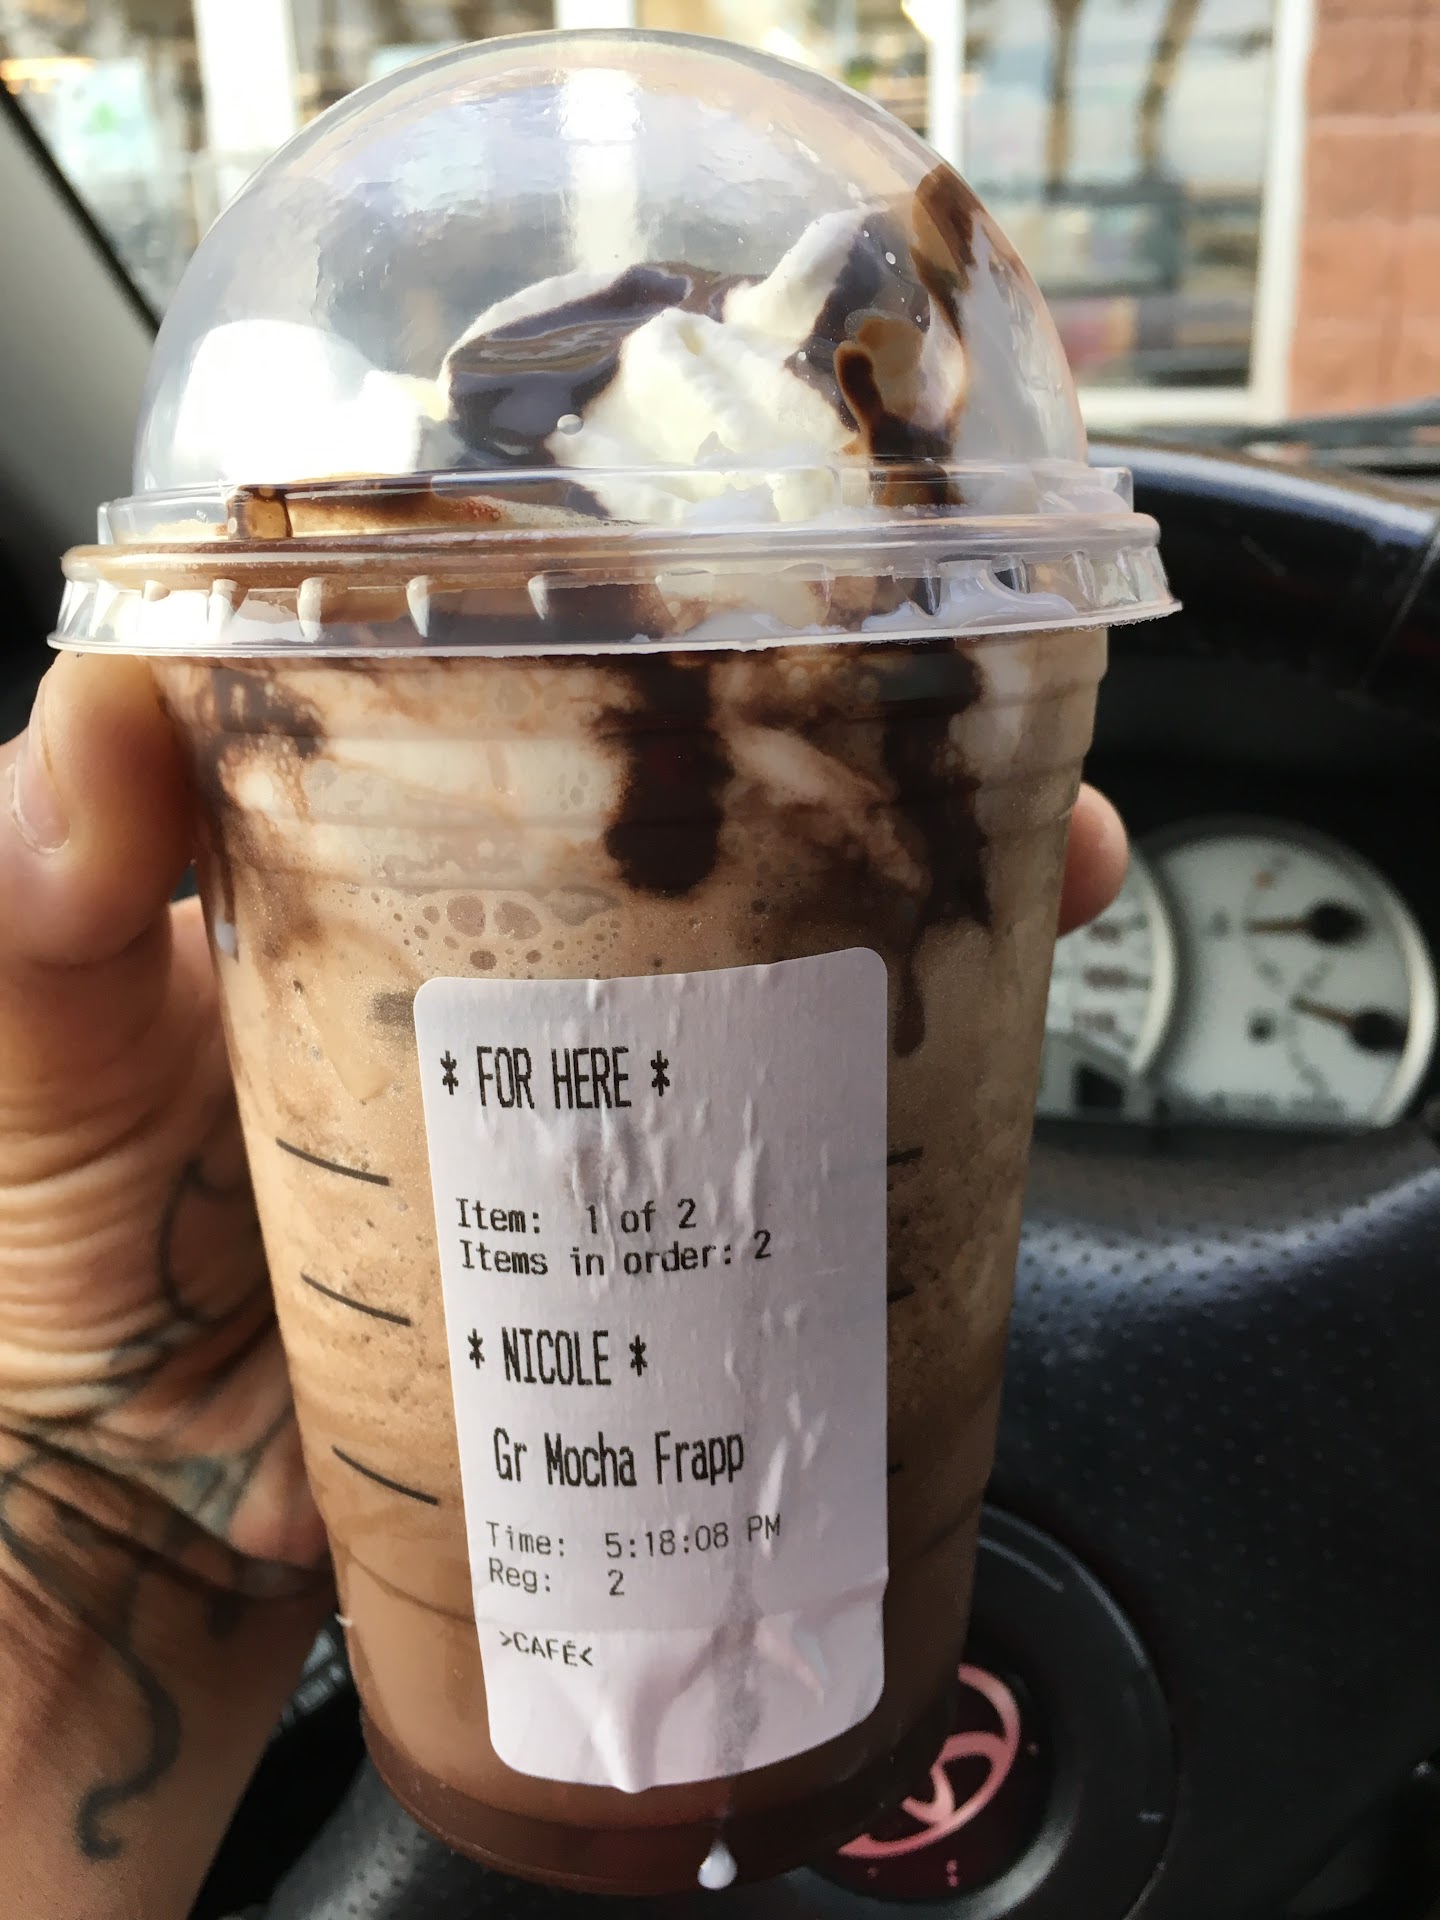 * FOR HERE *
Item: 1 of 2
Items in order: 2
* NICOLE *
Gr Mocha Frapp
Time: 5:18:08 PM
Reg: 2
>CAFÉ<